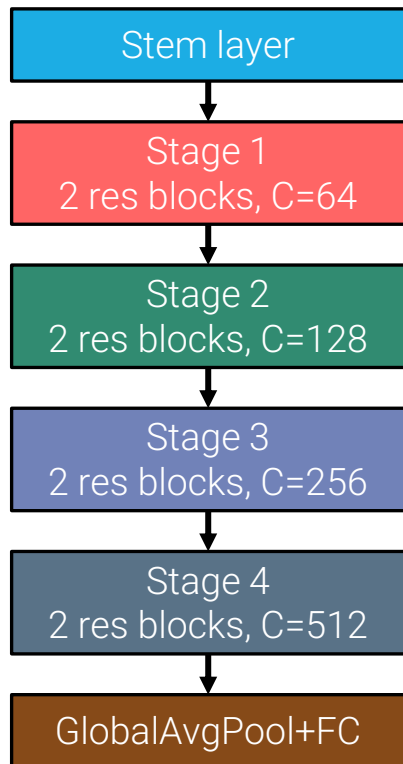 Stem layer
Stage 1
2 res blocks, C=64
Stage 2
2 res blocks, C=128
Stage 3
2 res blocks, C=256
Stage 4
2 res blocks, C=512
GlobalAvgPool+FC